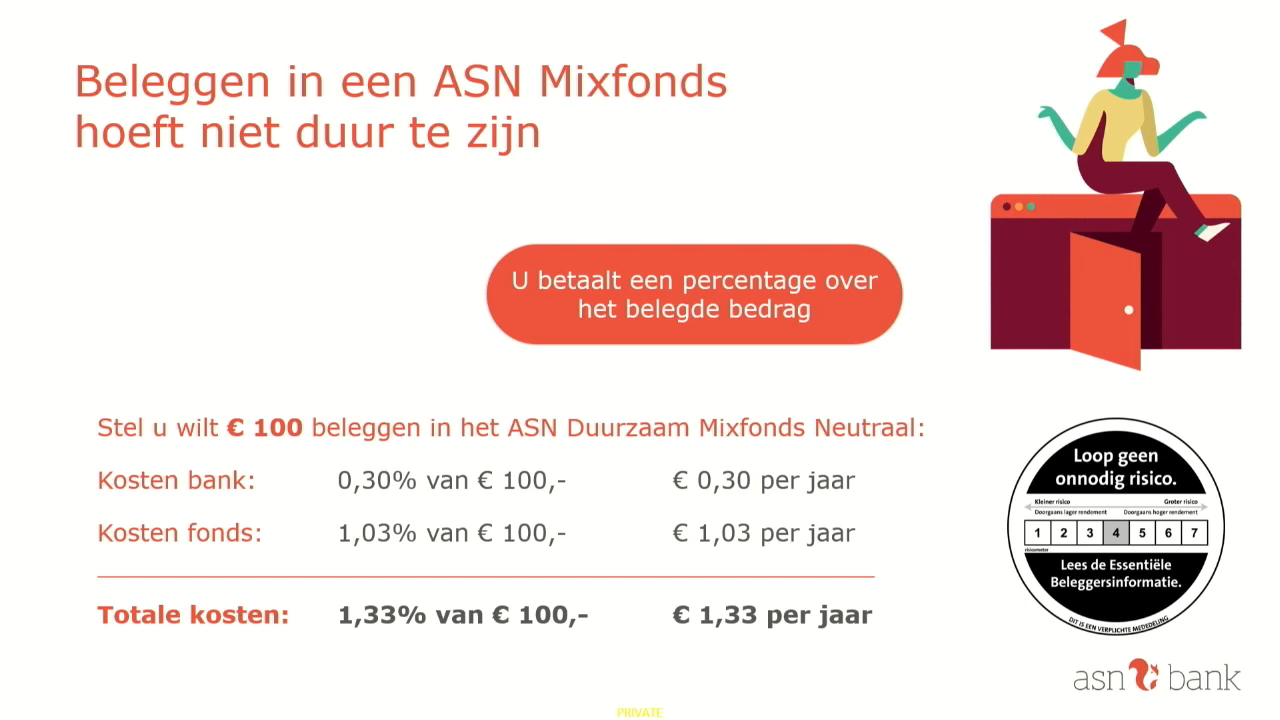 Beleggen in een ASN Mixfonds
hoeft niet duur te zijn
U betaalt een percentage over
het belegde bedrag
Stel u wilt € 100 beleggen in het ASN Duurzaam Mixfonds Neutraal:
Kosten bank: 0,30% van € 100,- € 0,30 per jaar
Kosten fonds: 1,03% van € 100,- € 1,03 per jaar
Totale kosten: 1,33% van € 100,- € 1,33 per jaar
Loop geen
onnodig risico.
Kleiner risico Groter risico
Doorgaans lager rendement Doorgaans hoger rendement
1 2 3 4 5 6 7
risicometer
Lees de Essentiële
Beleggersinformatie.
DIT IS EEN VERPLICHTE MEDEDELING
asn bank
PRIVATE